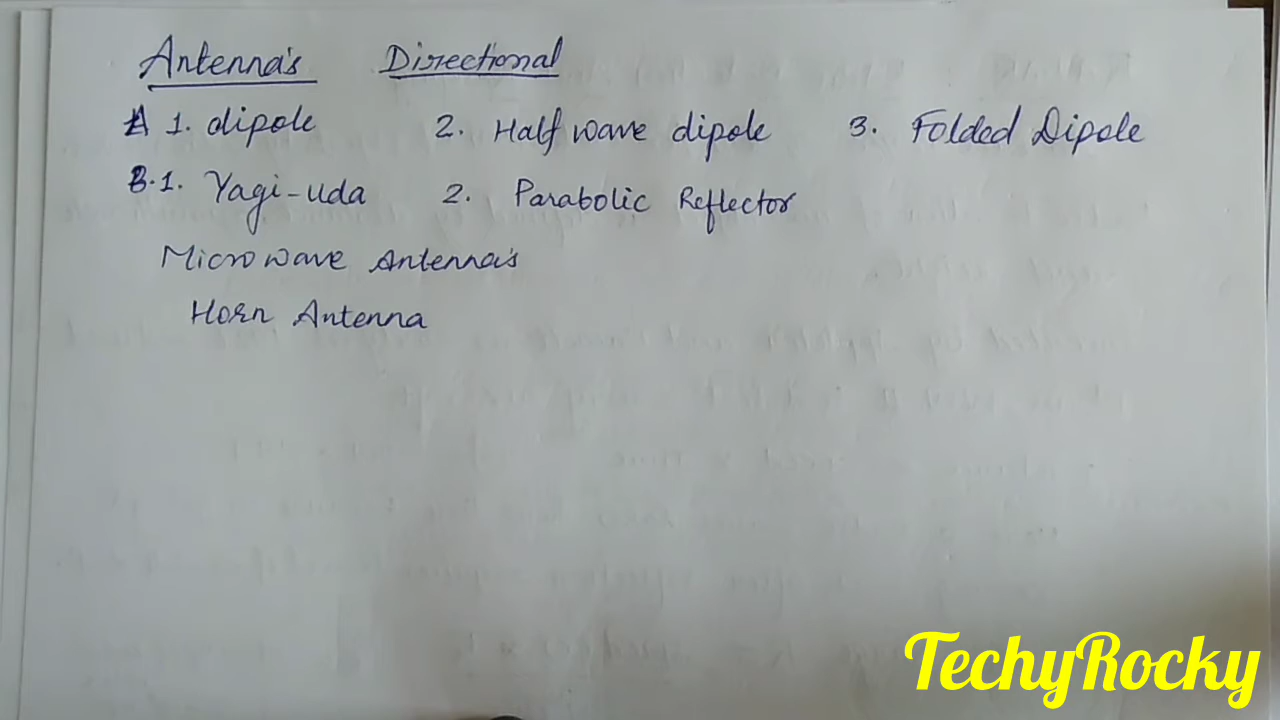 Antenna's Directional
A 1. dipole 2. Half wave dipole 3. Folded Dipole
B.1. Yagi-Uda 2. Parabolic Reflector
Microwave Antenna's
Horn Antenna
TechyRocky